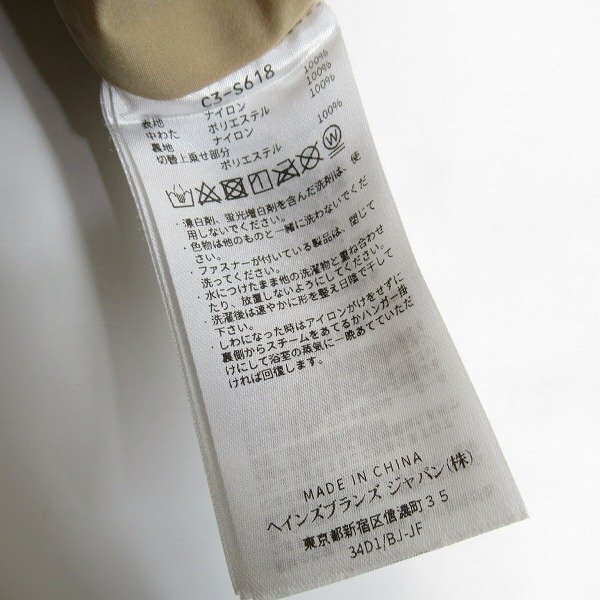 C3-S618
表地 ナイロン 100%
中わた ポリエステル 100%
裏地 ナイロン 100%
切替上乗せ部分
ポリエステル 100%
・漂白剤、蛍光増白剤を含んだ洗剤は、使
用しないでください。
・色物は他のものと一緒に洗わないでくだ
さい。
・ファスナーが付いている製品は、閉じて
洗ってください。
・水につけたまま他の洗濯物と重ね合わせ
たり、放置しないようにしてください。
・洗濯後は速やかに形を整え日陰で干して
下さい。
・しわになった時はアイロンがけをせずに
裏側からスチームをあてるかハンガー掛
けにして浴室の蒸気に一晩あてていただ
ければ回復します。
MADE IN CHINA
ヘインズブランズ ジャパン(株)
東京都新宿区信濃町35
34D1/BJ-JF